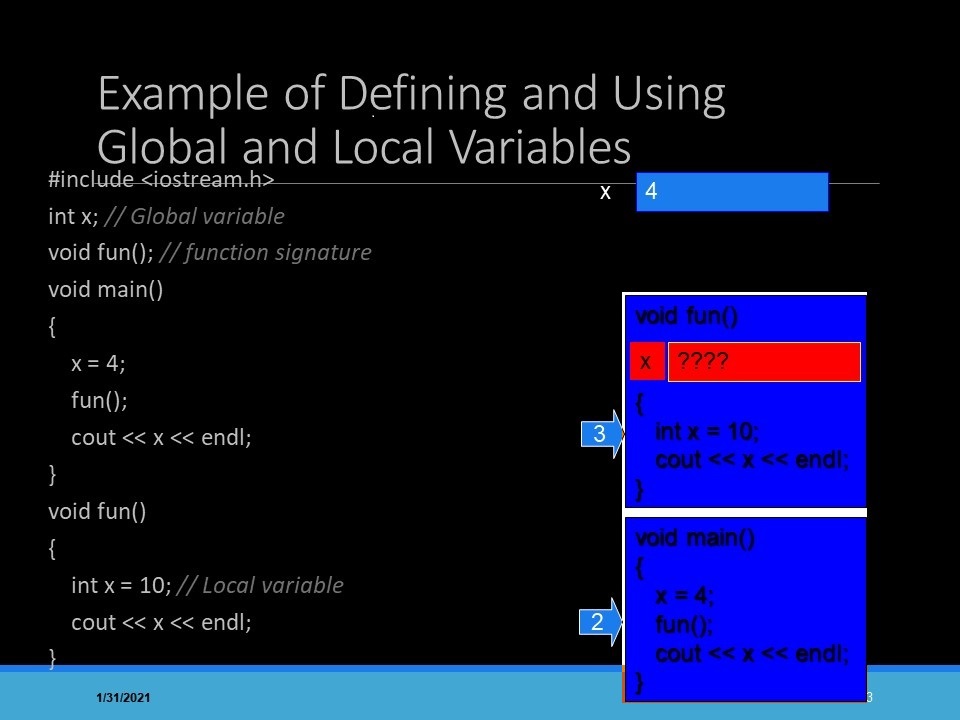 Example of Defining and Using
Global and Local Variables
#include <iostream.h>
int x; // Global variable
void fun(); // function signature
void main()
{
x = 4;
fun();
cout << x << endl;
}
void fun()
{
int x = 10; // Local variable
cout << x << endl;
}
x 4
void fun()
x ????
{
3 int x = 10;
cout << x << endl;
}
void main()
{
x = 4;
2 fun();
cout << x << endl;
}
1/31/2021
3